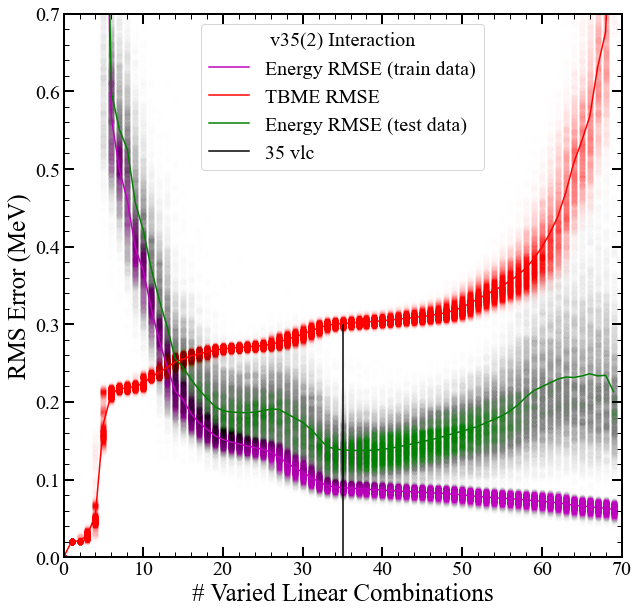 v35(2) Interaction
Energy RMSE (train data)
TBME RMSE
Energy RMSE (test data)
35 vlc
RMS Error (MeV)
0.7
0.6
0.5
0.4
0.3
0.2
0.1
0.0
0 10 20 30 40 50 60 70
# Varied Linear Combinations